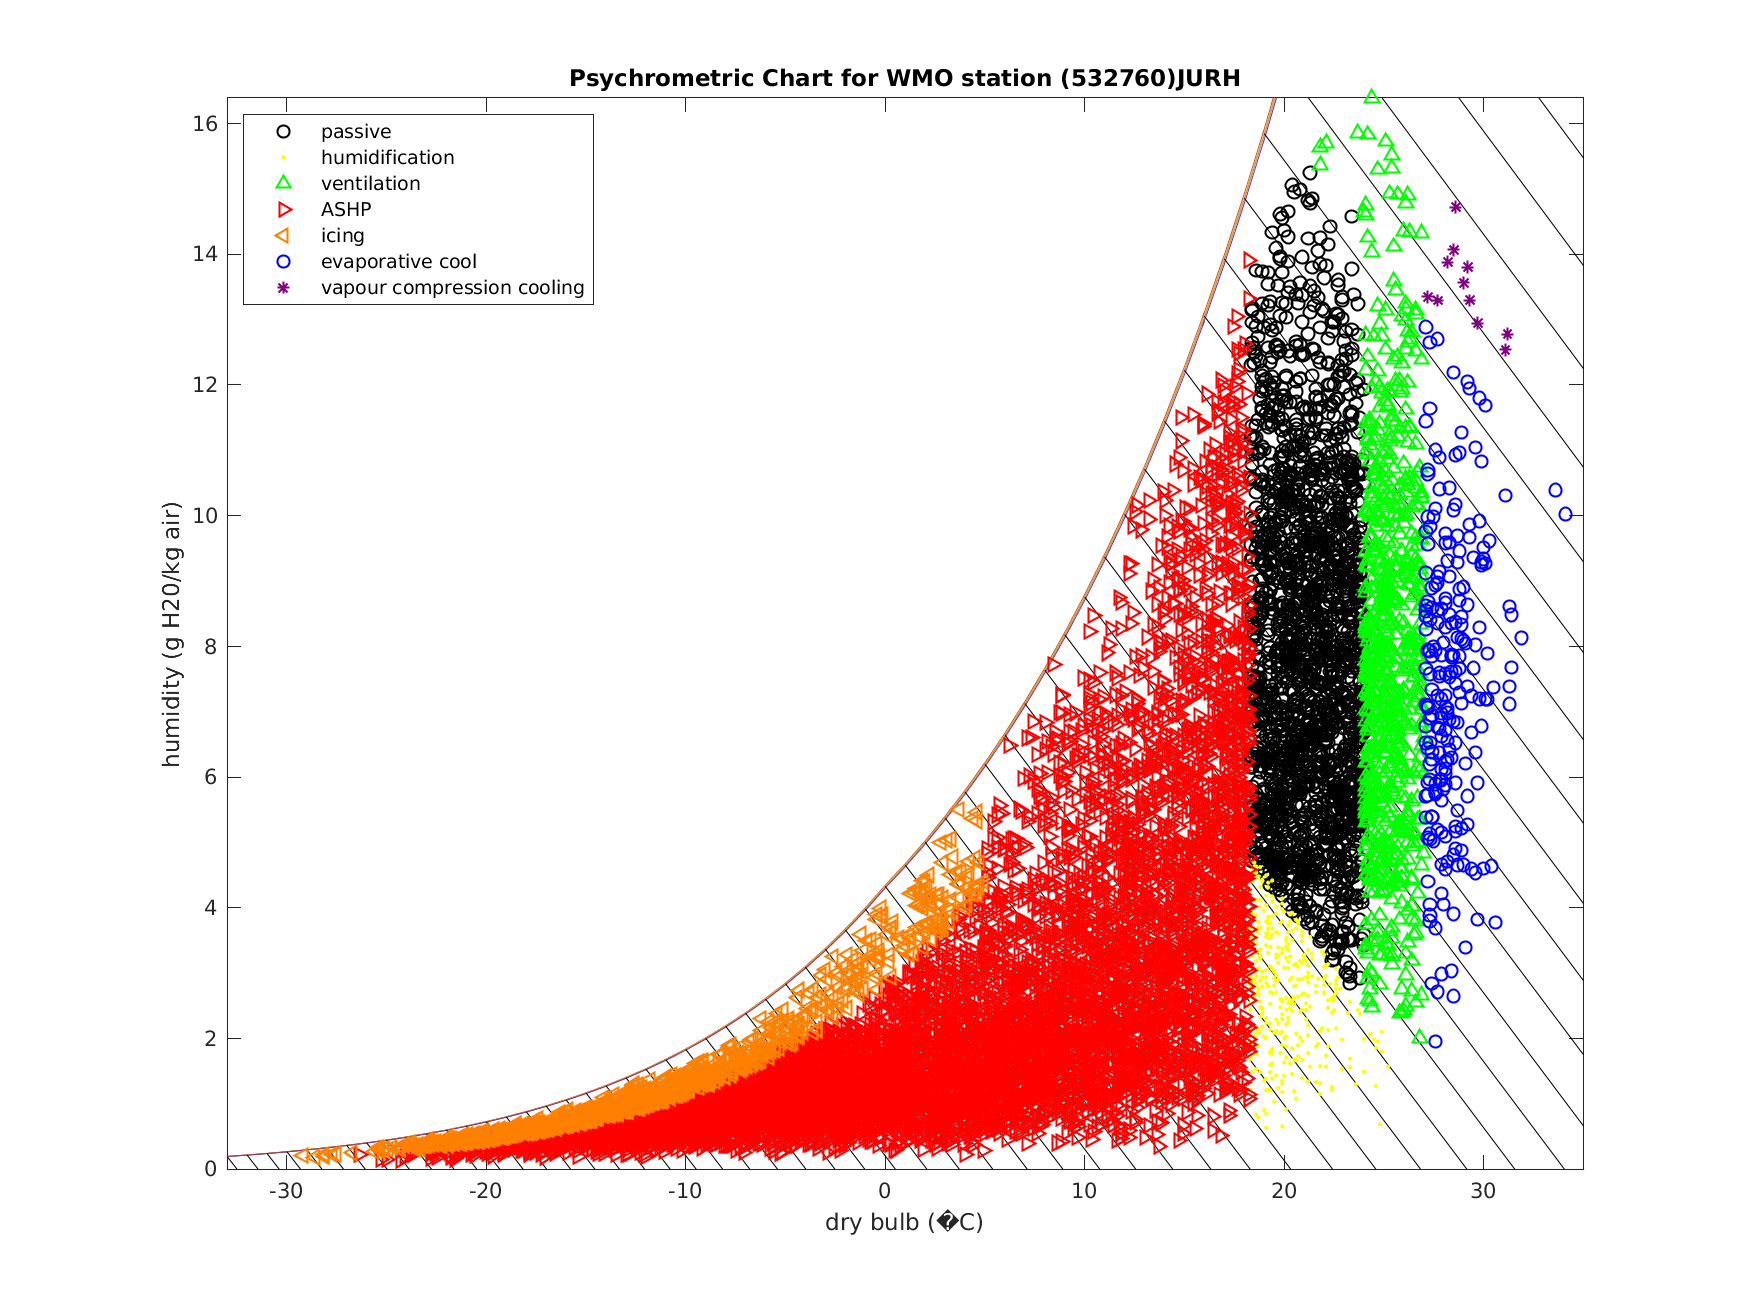 Psychrometric Chart for WMO station (532760)JURH
passive
humidification
ventilation
ASHP
icing
evaporative cool
vapour compression cooling
humidity (g H20/kg air)
16
14
12
10
8
6
4
2
0
-30 -20 -10 0 10 20 30
dry bulb (�C)